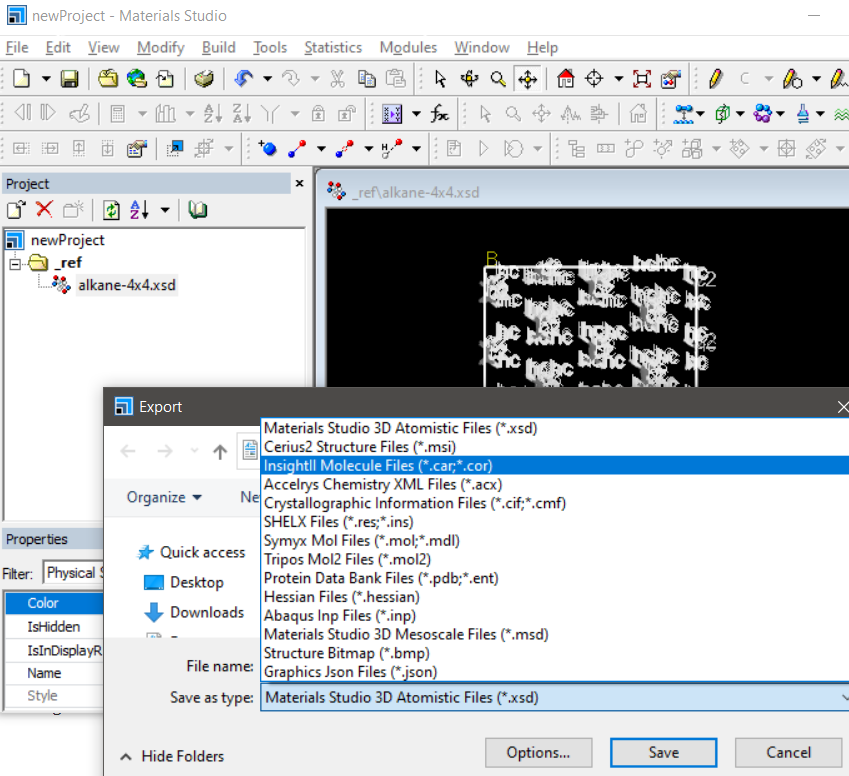 newProject - Materials Studio
File Edit View Modify Build Tools Statistics Modules Window Help
Project
newProject
_ref
alkane-4x4.xsd
_ref\alkane-4x4.xsd
B
Export
Materials Studio 3D Atomistic Files (*.xsd)
Cerius2 Structure Files (*.msi)
InsightII Molecule Files (*.car;*.cor)
Accelrys Chemistry XML Files (*.acx)
Crystallographic Information Files (*.cif;*.cmf)
SHELX Files (*.res;*.ins)
Symyx Mol Files (*.mol;*.mdl)
Tripos Mol2 Files (*.mol2)
Protein Data Bank Files (*.pdb;*.ent)
Hessian Files (*.hessian)
Abaqus Inp Files (*.inp)
Materials Studio 3D Mesoscale Files (*.msd)
Structure Bitmap (*.bmp)
Graphics Json Files (*.json)
Organize
Ne
Quick access
Desktop
Downloads
Properties
Filter: Physical S
Color
IsHidden
IsInDisplayR
Name
Style
File name:
Save as type: Materials Studio 3D Atomistic Files (*.xsd)
Hide Folders
Options...
Save
Cancel